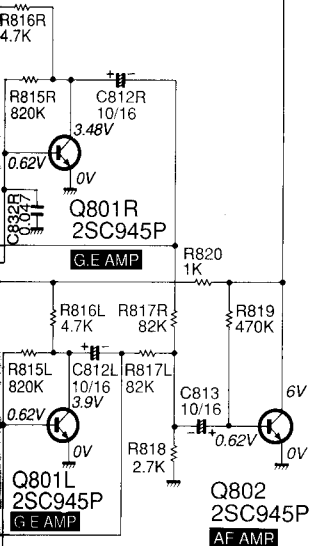 R816R
4.7K
R815R
820K
+ -
C812R
10/16
3.48V
0.62V
0V
C832R
0.047
Q801R
2SC945P
G.E AMP
R820
1K
R816L
4.7K
R817R
82K
R819
470K
+ -
R815L
820K
C812L
10/16
3.9V
R817L
82K
C813
10/16
- +
0.62V
0.62V
6V
0V
R818
2.7K
0V
Q801L
2SC945P
G E AMP
Q802
2SC945P
AF AMP